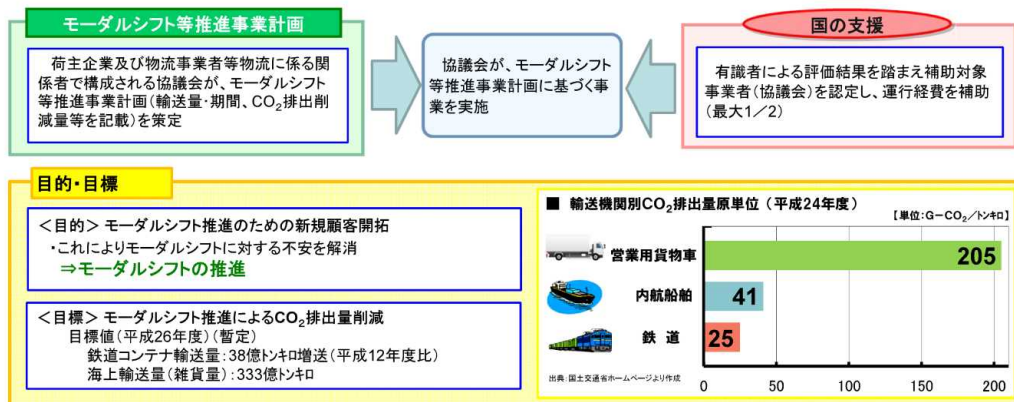 モーダルシフト等推進事業計画
荷主企業及び物流事業者等物流に係る関
係者で構成される協議会が、モーダルシフト
等推進事業計画(輸送量・期間、CO₂排出削
減量等を記載)を策定
協議会が、モーダルシフト
等推進事業計画に基づく事
業を実施
国の支援
有識者による評価結果を踏まえ補助対象
事業者(協議会)を認定し、運行経費を補助
(最大1/2)
目的・目標
<目的> モーダルシフト推進のための新規顧客開拓
・これによりモーダルシフトに対する不安を解消
⇒モーダルシフトの推進
<目標> モーダルシフト推進によるCO₂排出量削減
目標値(平成26年度)(暫定)
鉄道コンテナ輸送量:38億トンキロ増送(平成12年度比)
海上輸送量(雑貨量):333億トンキロ
■ 輸送機関別CO₂排出量原単位(平成24年度)
【単位:G-CO₂/トンキロ】
営業用貨物車 205
内航船舶 41
鉄道 25
0 50 100 150 200
出典:国土交通省ホームページより作成